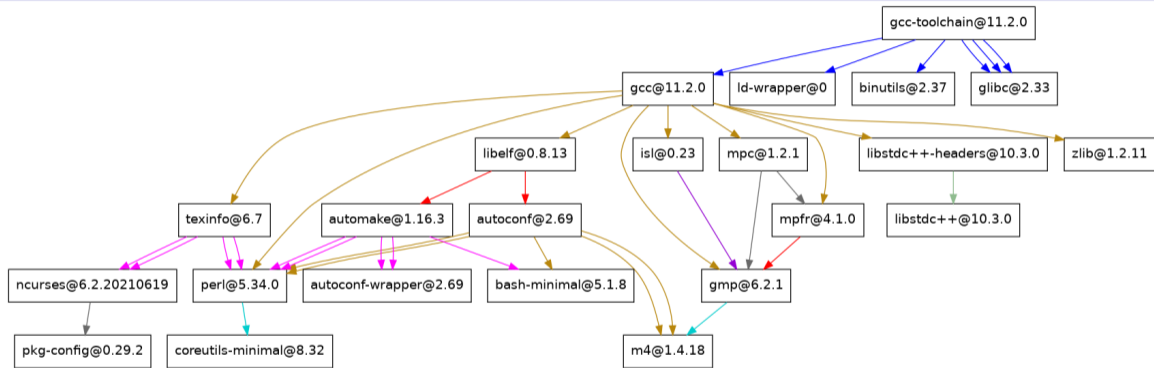 gcc-toolchain@11.2.0
gcc@11.2.0
ld-wrapper@0
binutils@2.37
glibc@2.33
libelf@0.8.13
isl@0.23
mpc@1.2.1
libstdc++-headers@10.3.0
zlib@1.2.11
texinfo@6.7
automake@1.16.3
autoconf@2.69
mpfr@4.1.0
libstdc++@10.3.0
ncurses@6.2.20210619
perl@5.34.0
autoconf-wrapper@2.69
bash-minimal@5.1.8
gmp@6.2.1
pkg-config@0.29.2
coreutils-minimal@8.32
m4@1.4.18